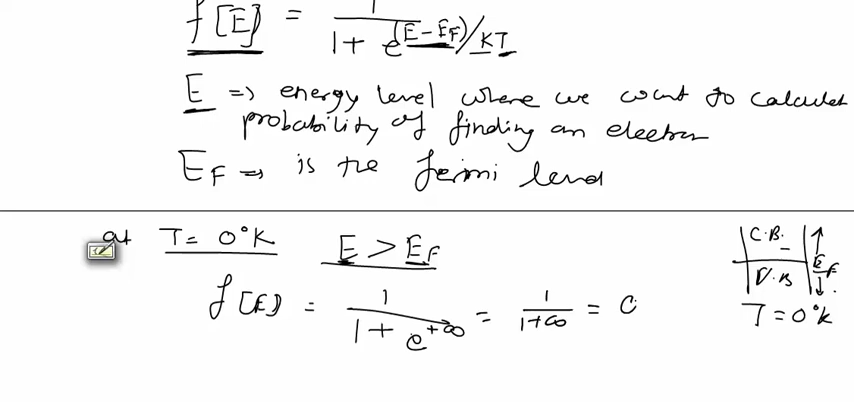 f[E] = 1 / 1 + e^(E - EF)/KT
E => energy level where we want to calculet
probability of finding an electron
EF => is the fermi level
at T = 0°K E > EF
f[E] = 1 / 1 + e^+∞ = 1 / 1+∞ = 0
C.B.
EF
V.B
T = 0°K